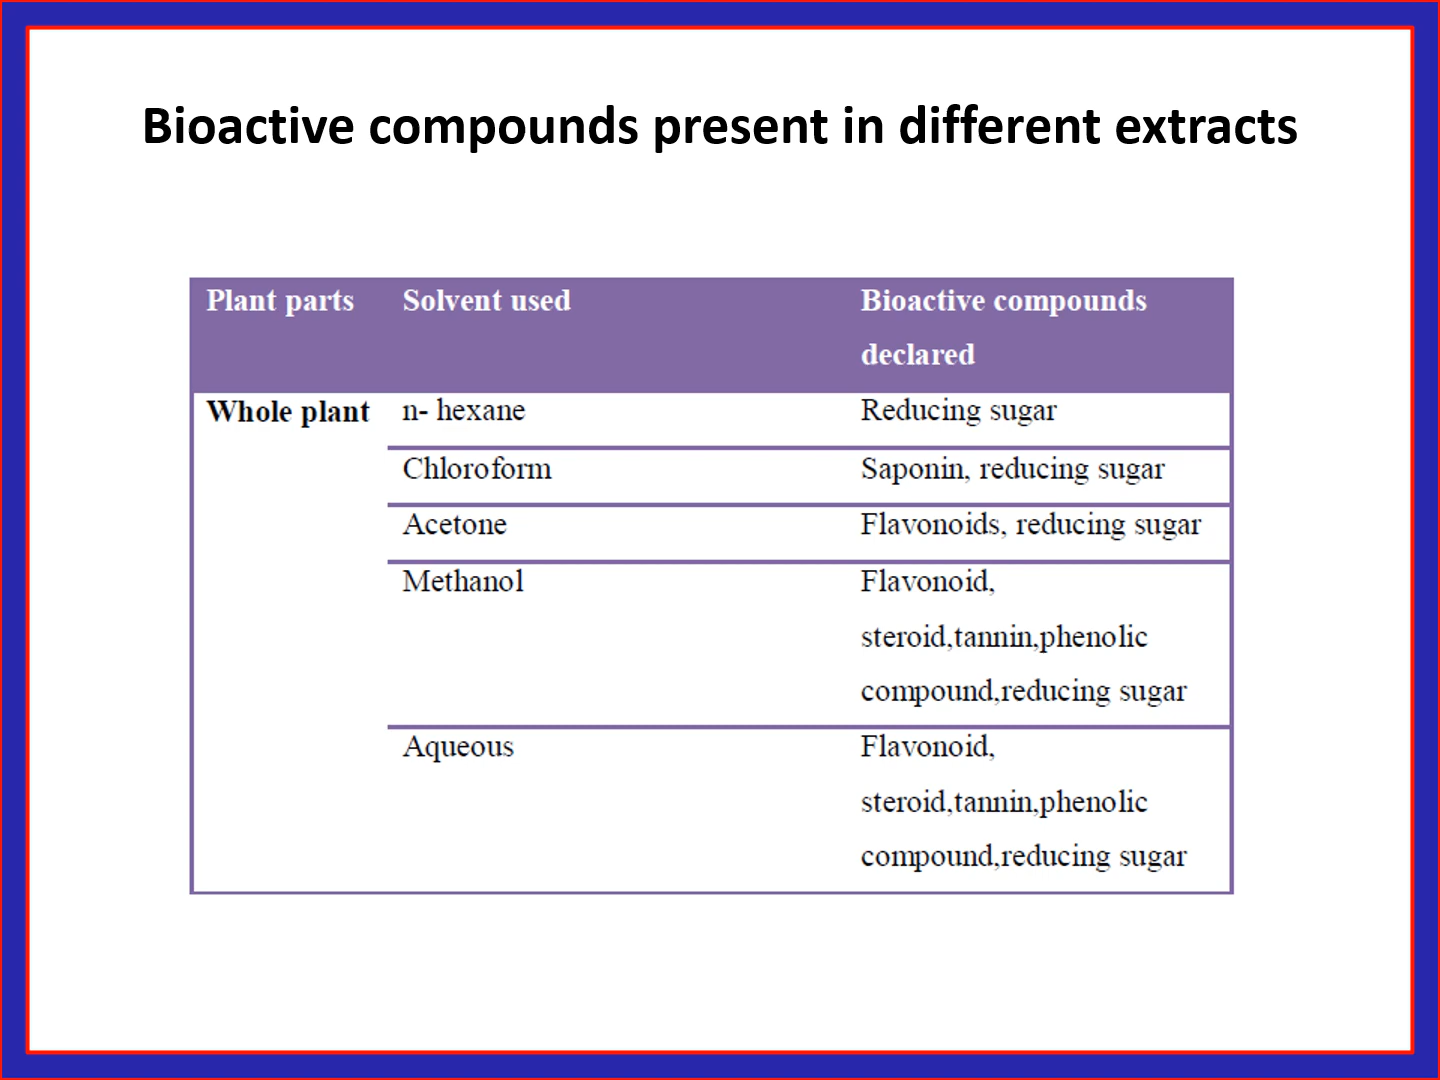 Bioactive compounds present in different extracts
Plant parts Solvent used Bioactive compounds
declared
Whole plant n- hexane Reducing sugar
Chloroform Saponin, reducing sugar
Acetone Flavonoids, reducing sugar
Methanol Flavonoid,
steroid,tannin,phenolic
compound,reducing sugar
Aqueous Flavonoid,
steroid,tannin,phenolic
compound,reducing sugar